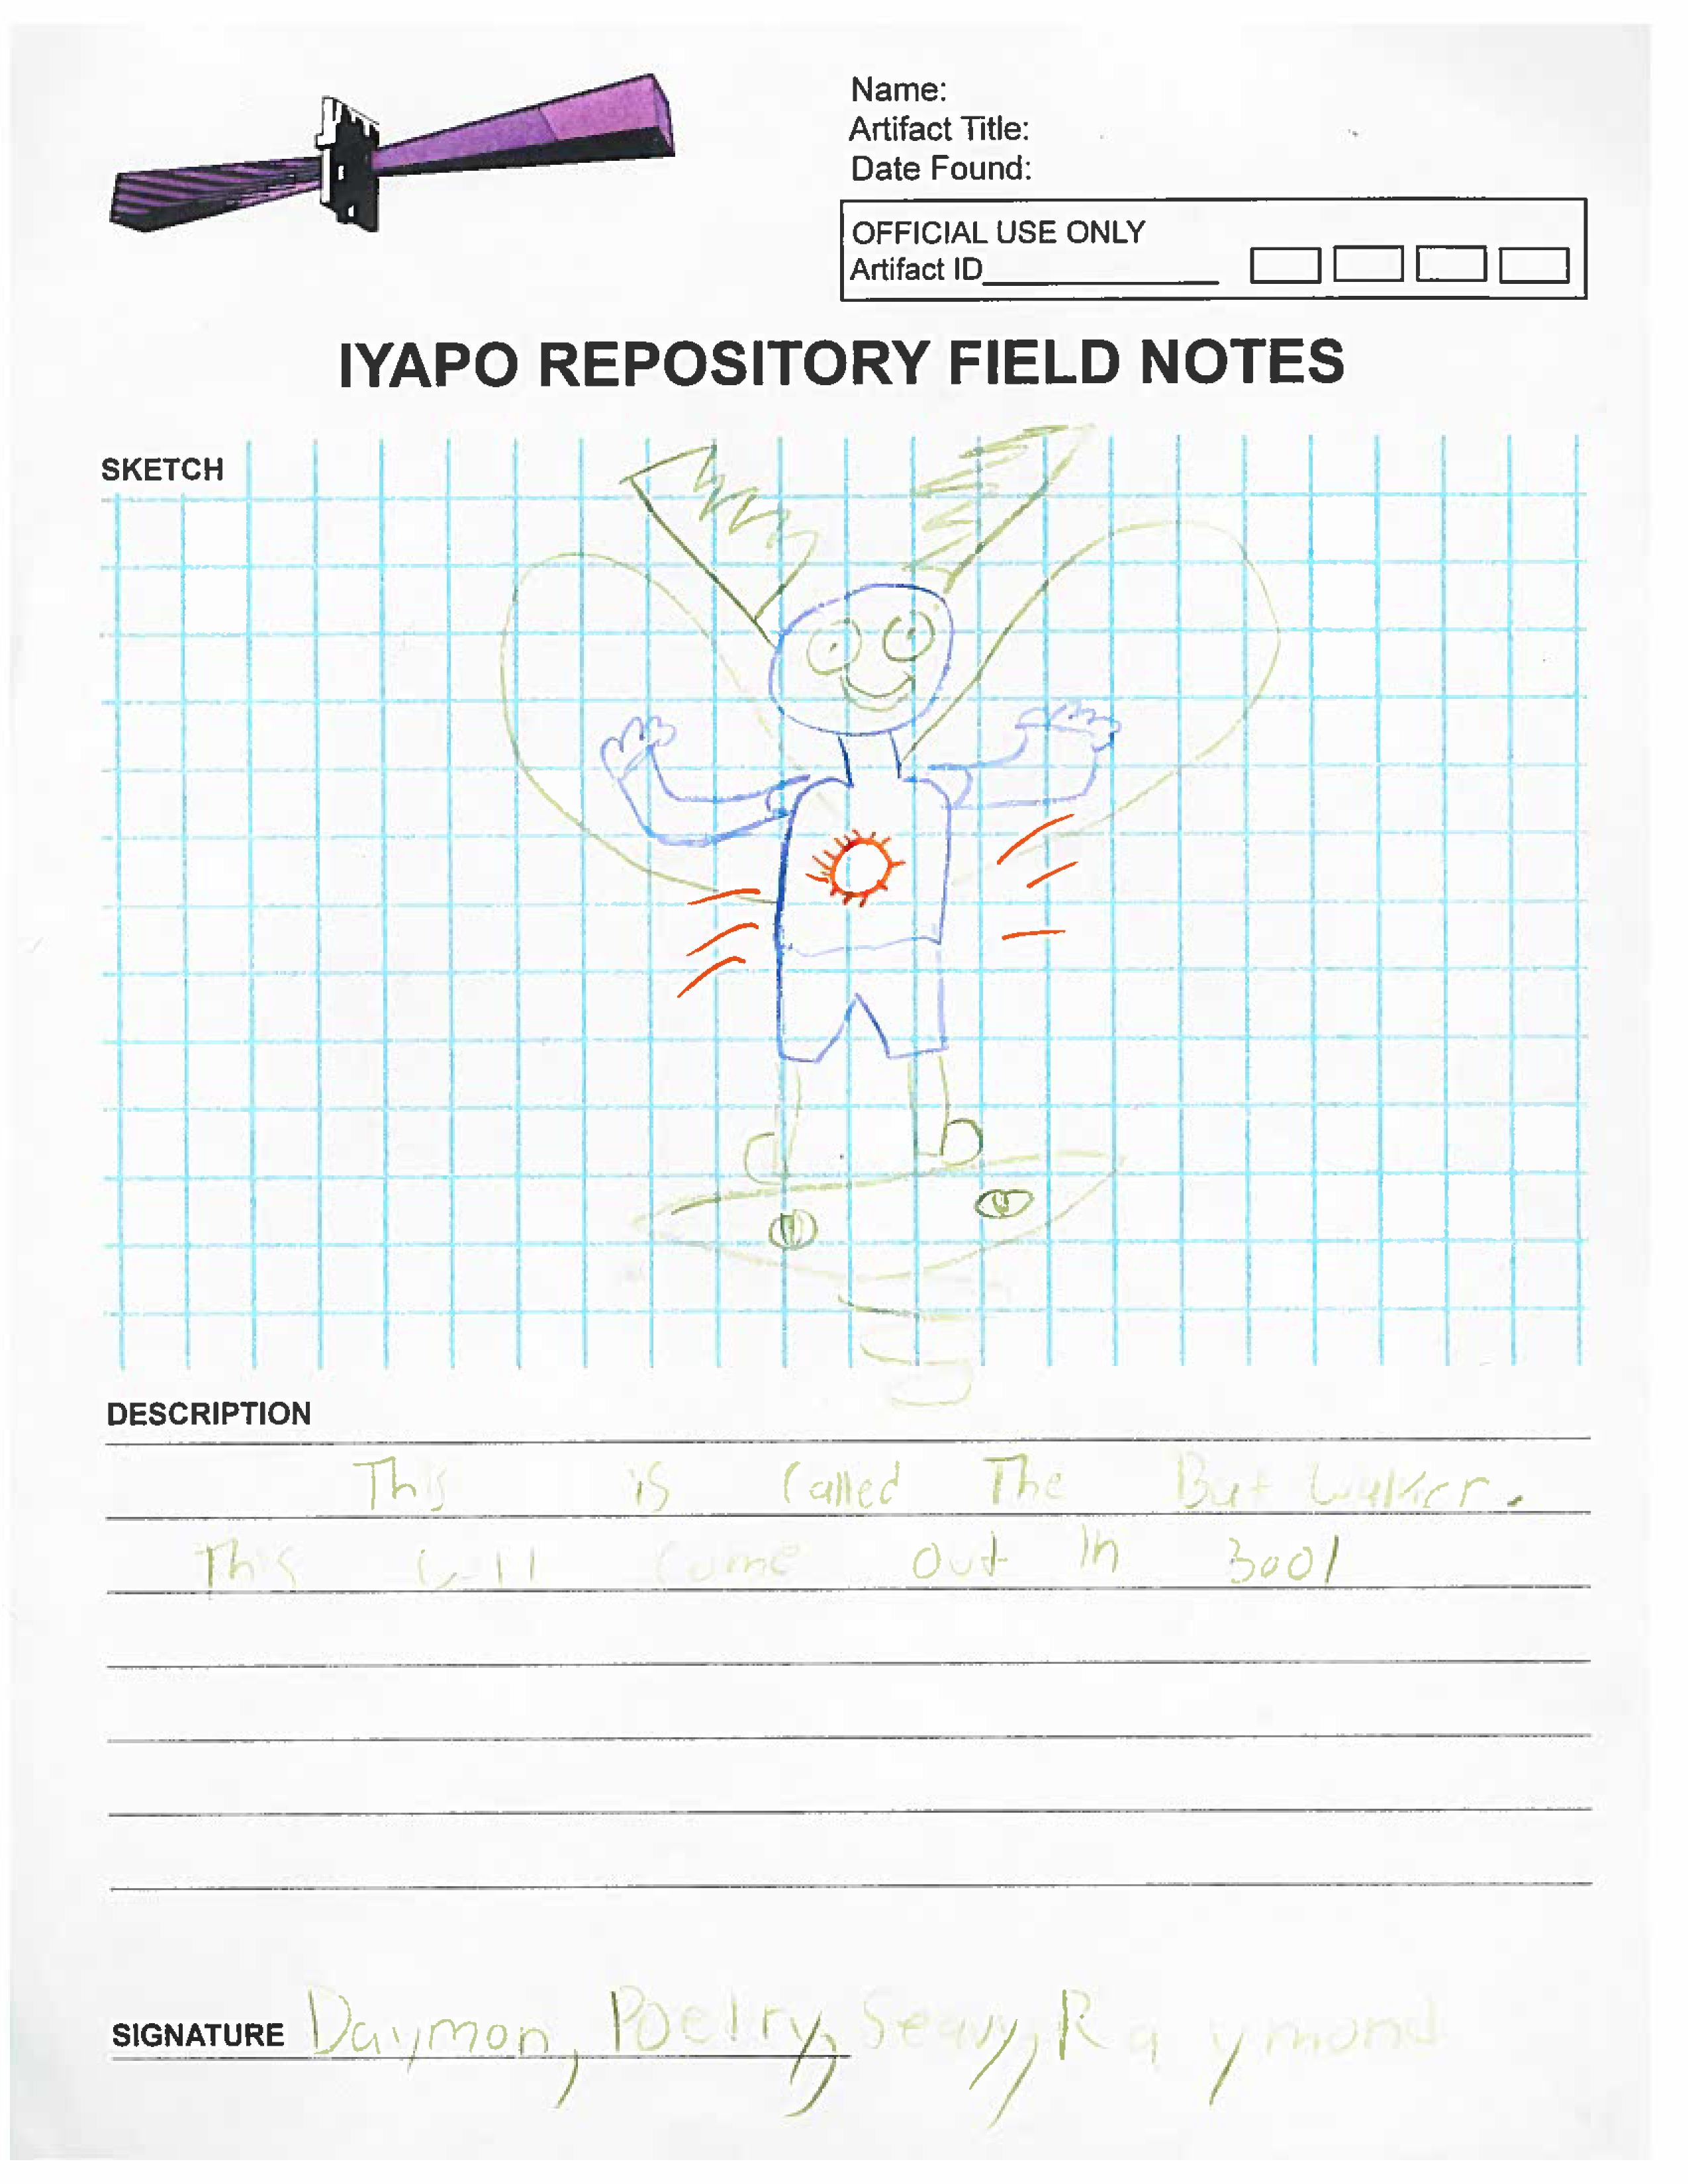 Name:
Artifact Title:
Date Found:
OFFICIAL USE ONLY
Artifact ID
IYAPO REPOSITORY FIELD NOTES
SKETCH
DESCRIPTION
This is Called The Bat Walker.
This will Come Out In 3001
SIGNATURE Daymon, Poetry, Seavy, Raymond